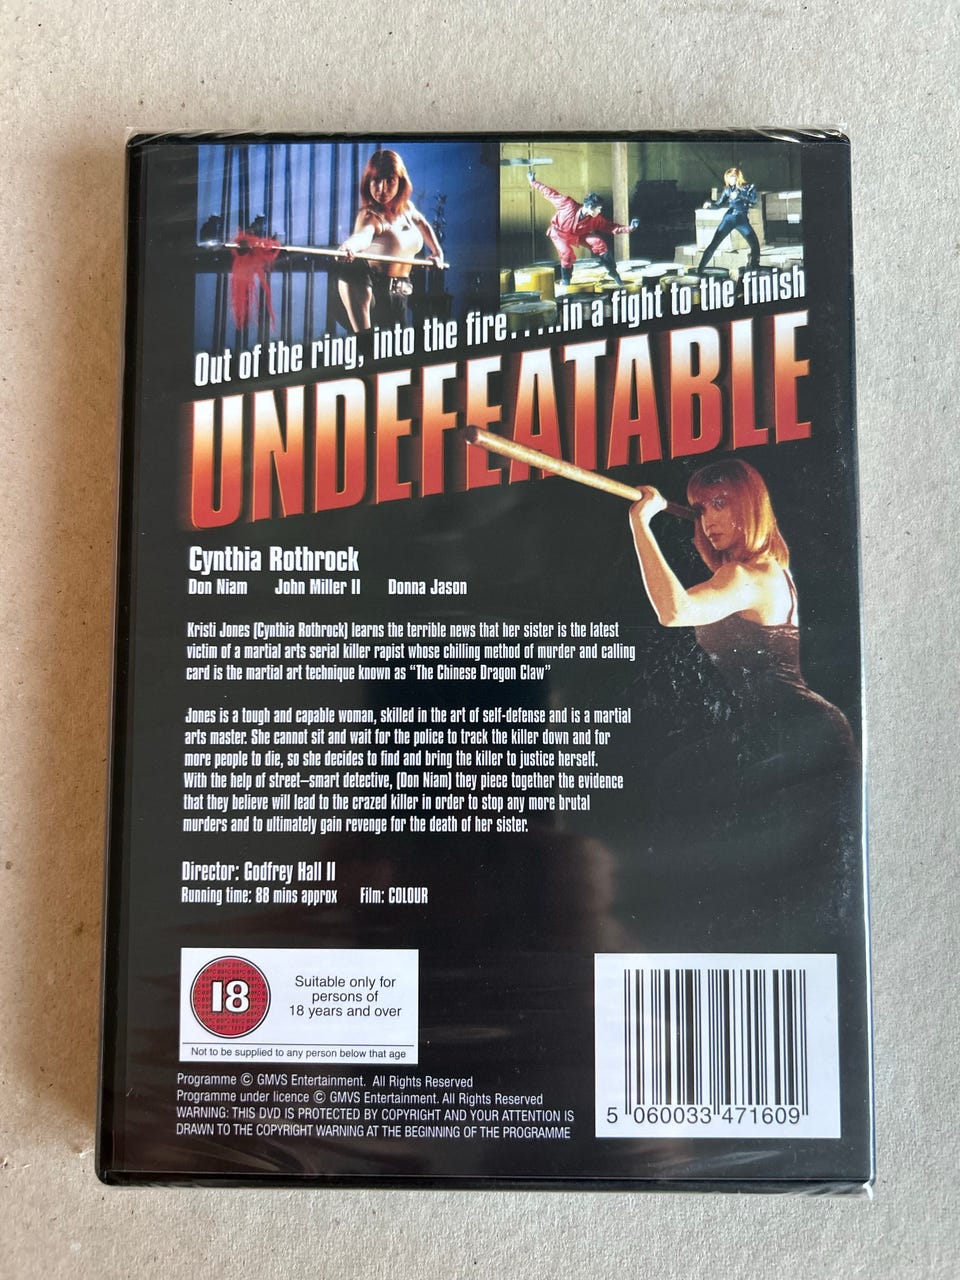 Out of the ring, into the fire.....in a fight to the finish
UNDEFEATABLE
Cynthia Rothrock
Don Niam John Miller II Donna Jason
Kristi Jones (Cynthia Rothrock) learns the terrible news that her sister is the latest
victim of a martial arts serial killer rapist whose chilling method of murder and calling
card is the martial art technique known as “The Chinese Dragon Claw”
Jones is a tough and capable woman, skilled in the art of self-defense and is a martial
arts master. She cannot sit and wait for the police to track the killer down and for
more people to die, so she decides to find and bring the killer to justice herself.
With the help of street–smart detective, (Don Niam) they piece together the evidence
that they believe will lead to the crazed killer in order to stop any more brutal
murders and to ultimately gain revenge for the death of her sister.
Director: Godfrey Hall II
Running time: 88 mins approx Film: COLOUR
18
Suitable only for
persons of
18 years and over
Not to be supplied to any person below that age
Programme © GMVS Entertainment. All Rights Reserved
Programme under licence © GMVS Entertainment. All Rights Reserved
WARNING: THIS DVD IS PROTECTED BY COPYRIGHT AND YOUR ATTENTION IS
DRAWN TO THE COPYRIGHT WARNING AT THE BEGINNING OF THE PROGRAMME
5 060033 471609